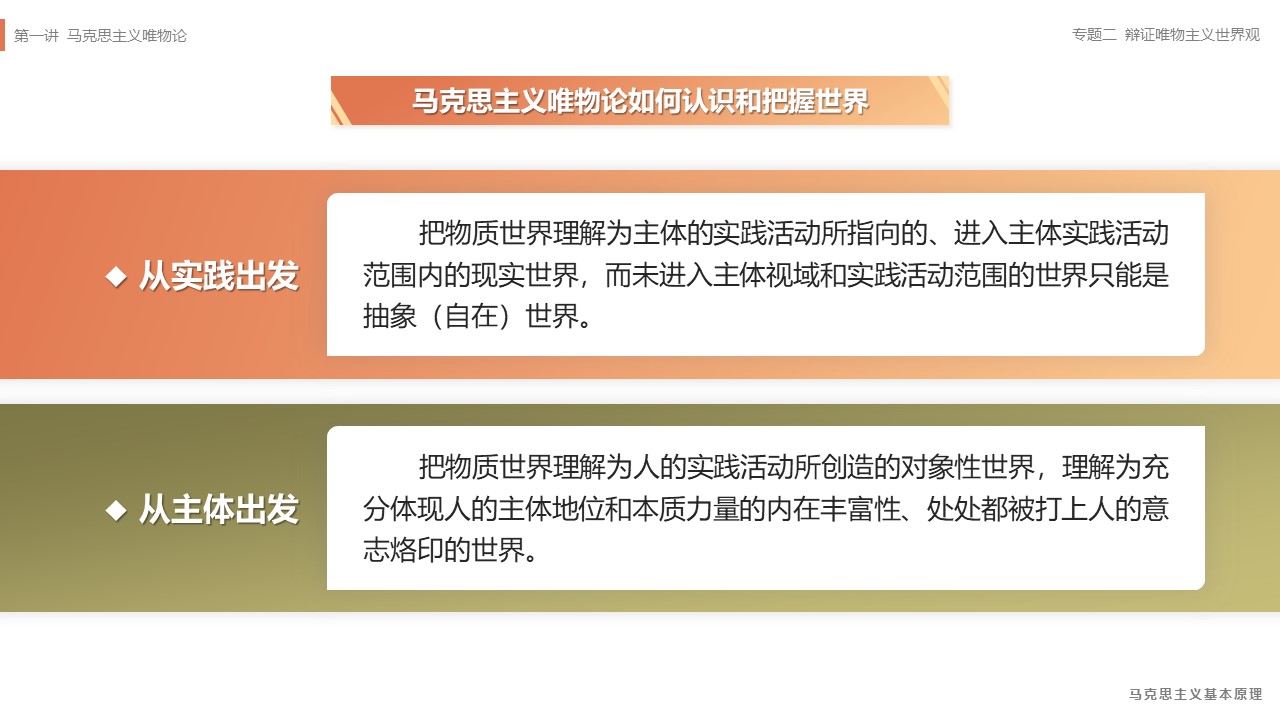 第一讲 马克思主义唯物论
专题二 辩证唯物主义世界观
马克思主义唯物论如何认识和把握世界
◆ 从实践出发
把物质世界理解为主体的实践活动所指向的、进入主体实践活动
范围内的现实世界，而未进入主体视域和实践活动范围的世界只能是
抽象（自在）世界。
◆ 从主体出发
把物质世界理解为人的实践活动所创造的对象性世界，理解为充
分体现人的主体地位和本质力量的内在丰富性、处处都被打上人的意
志烙印的世界。
马克思主义基本原理